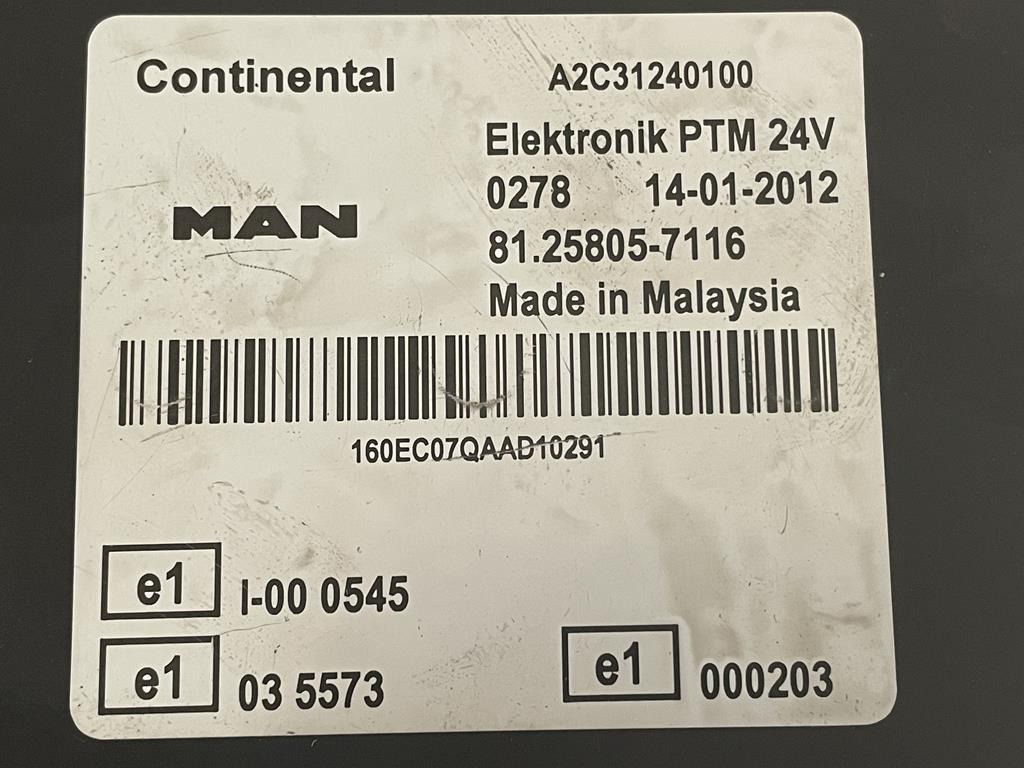 Continental A2C31240100
Elektronik PTM 24V
0278 14-01-2012
MAN
81.25805-7116
Made in Malaysia
160EC07QAAD10291
e1 I-00 0545
e1 03 5573
e1 000203